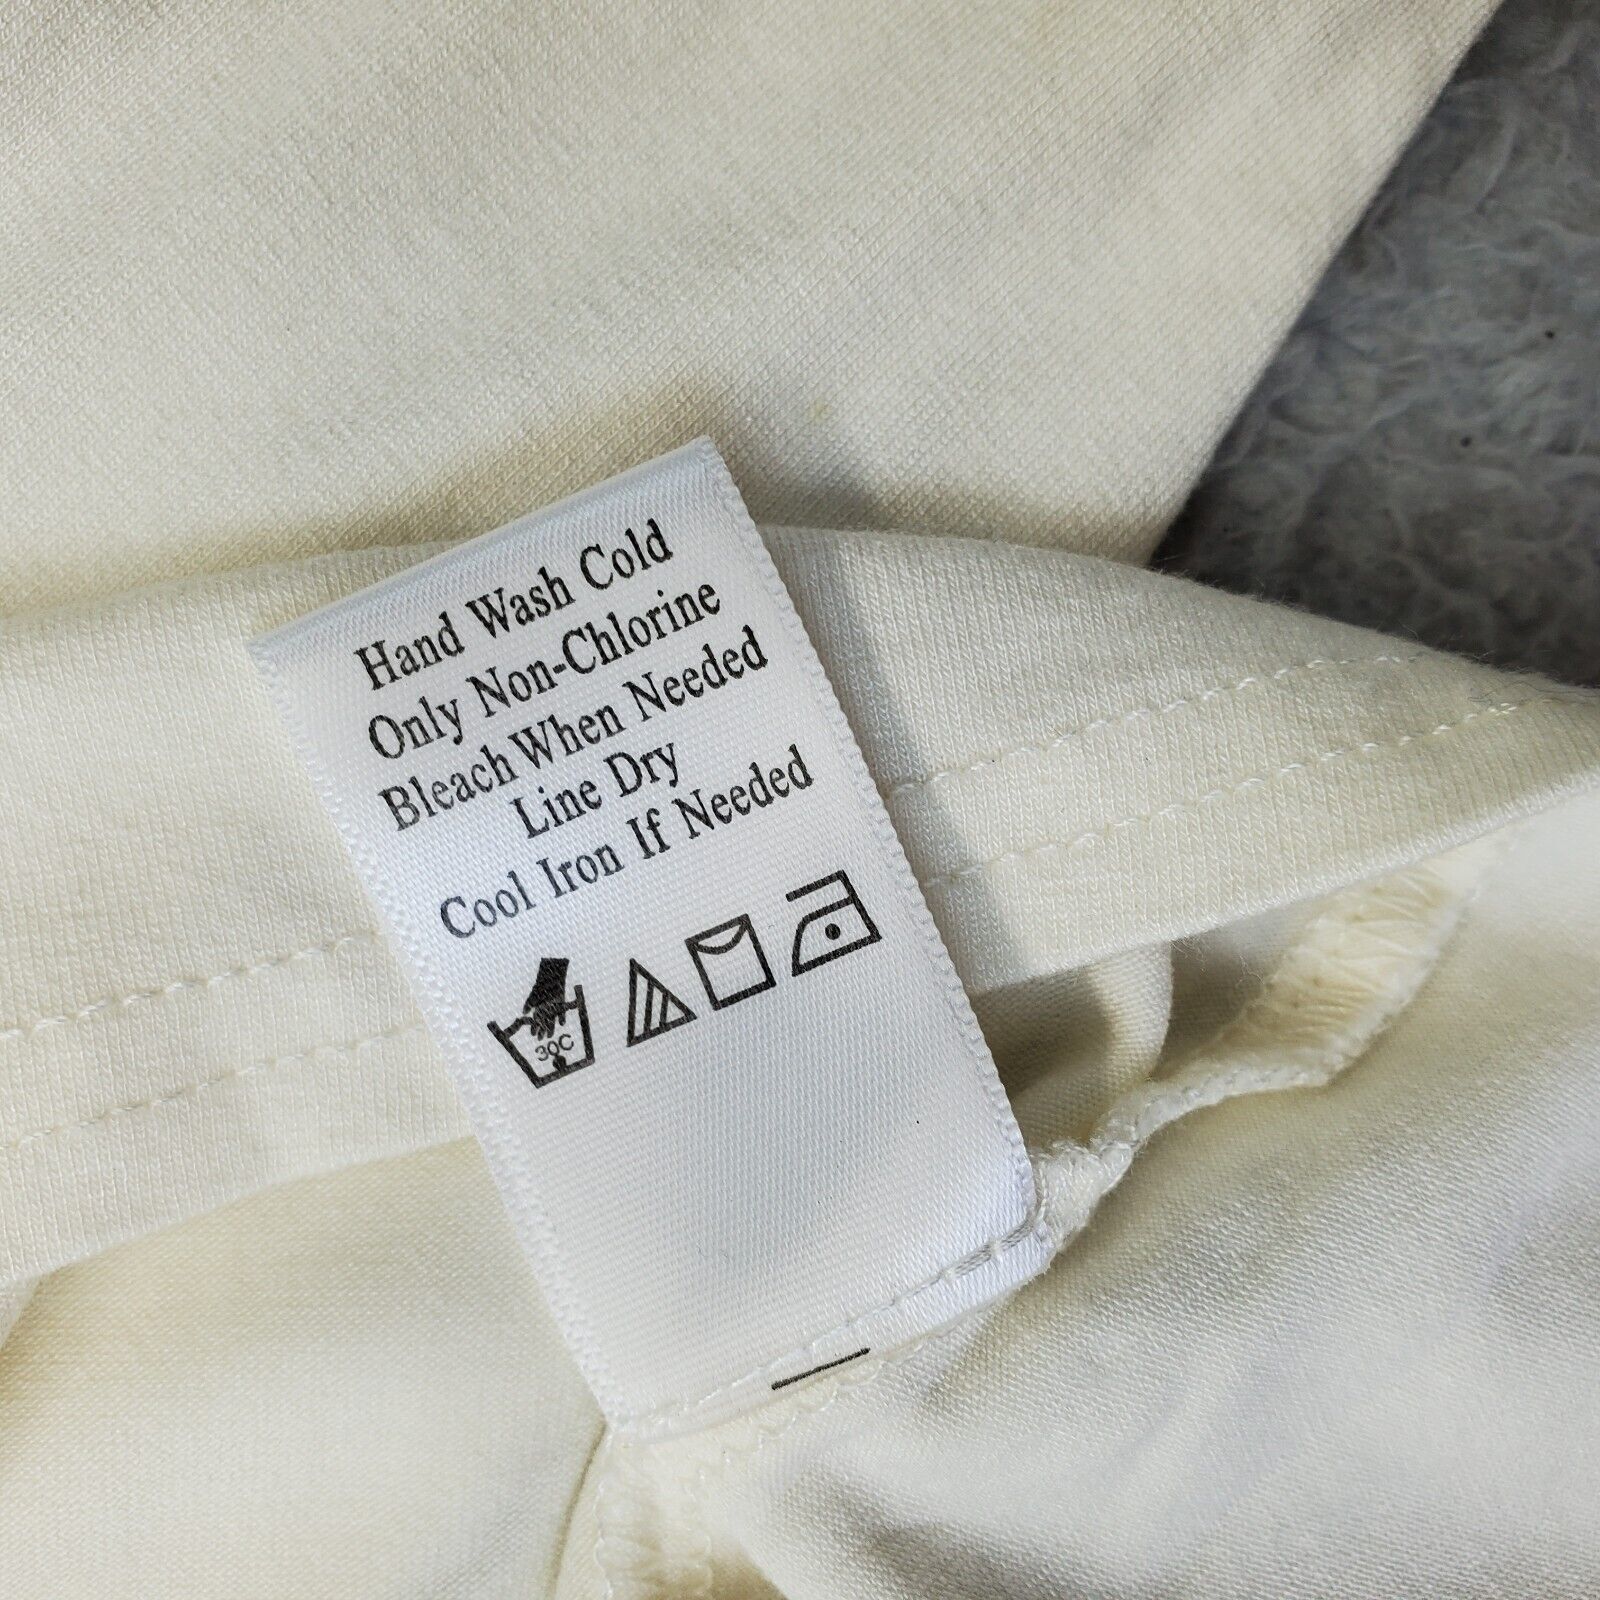 Hand Wash Cold
Only Non-Chlorine
Bleach When Needed
Line Dry
Cool Iron If Needed
30C